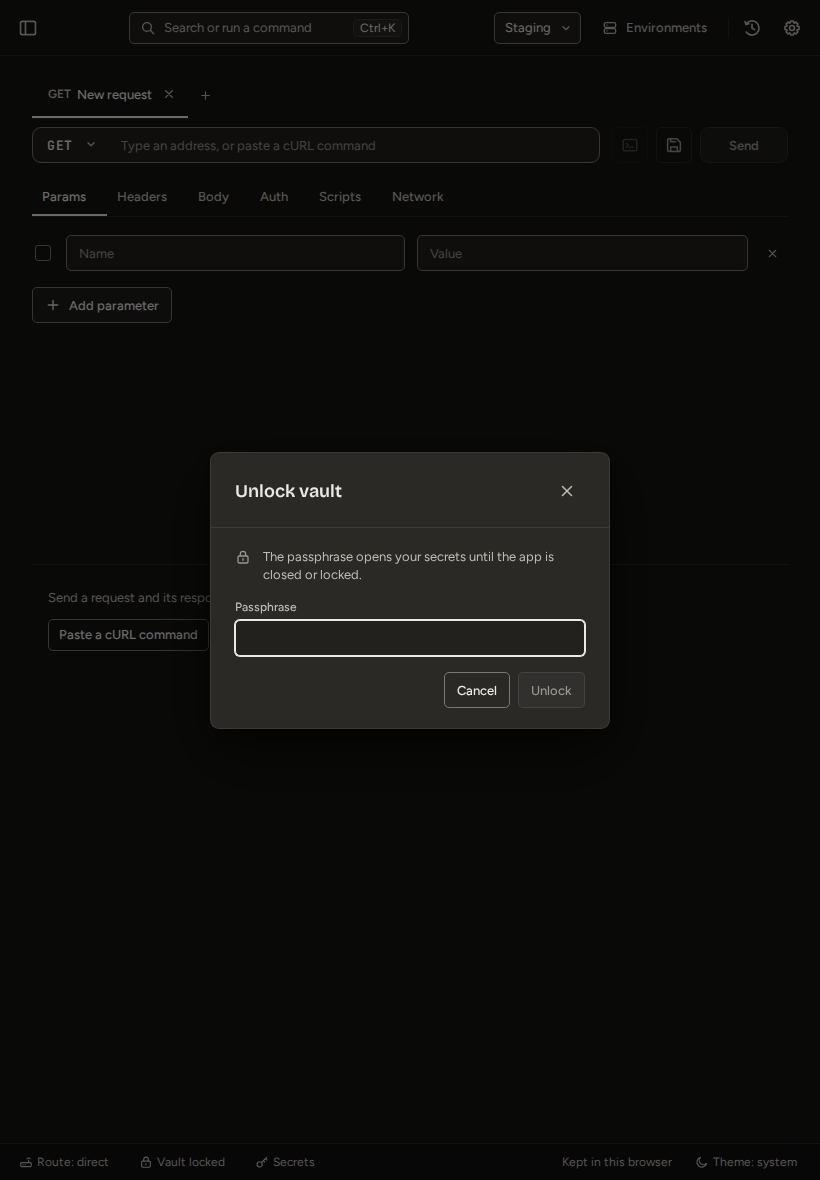 Search or run a command Ctrl+K Staging Environments
GET New request
GET Type an address, or paste a cURL command Send
Params Headers Body Auth Scripts Network
Name Value
Add parameter
Unlock vault
The passphrase opens your secrets until the app is
closed or locked.
Send a request and its
Passphrase
Paste a cURL command
Cancel Unlock
Route: direct Vault locked Secrets Kept in this browser Theme: system